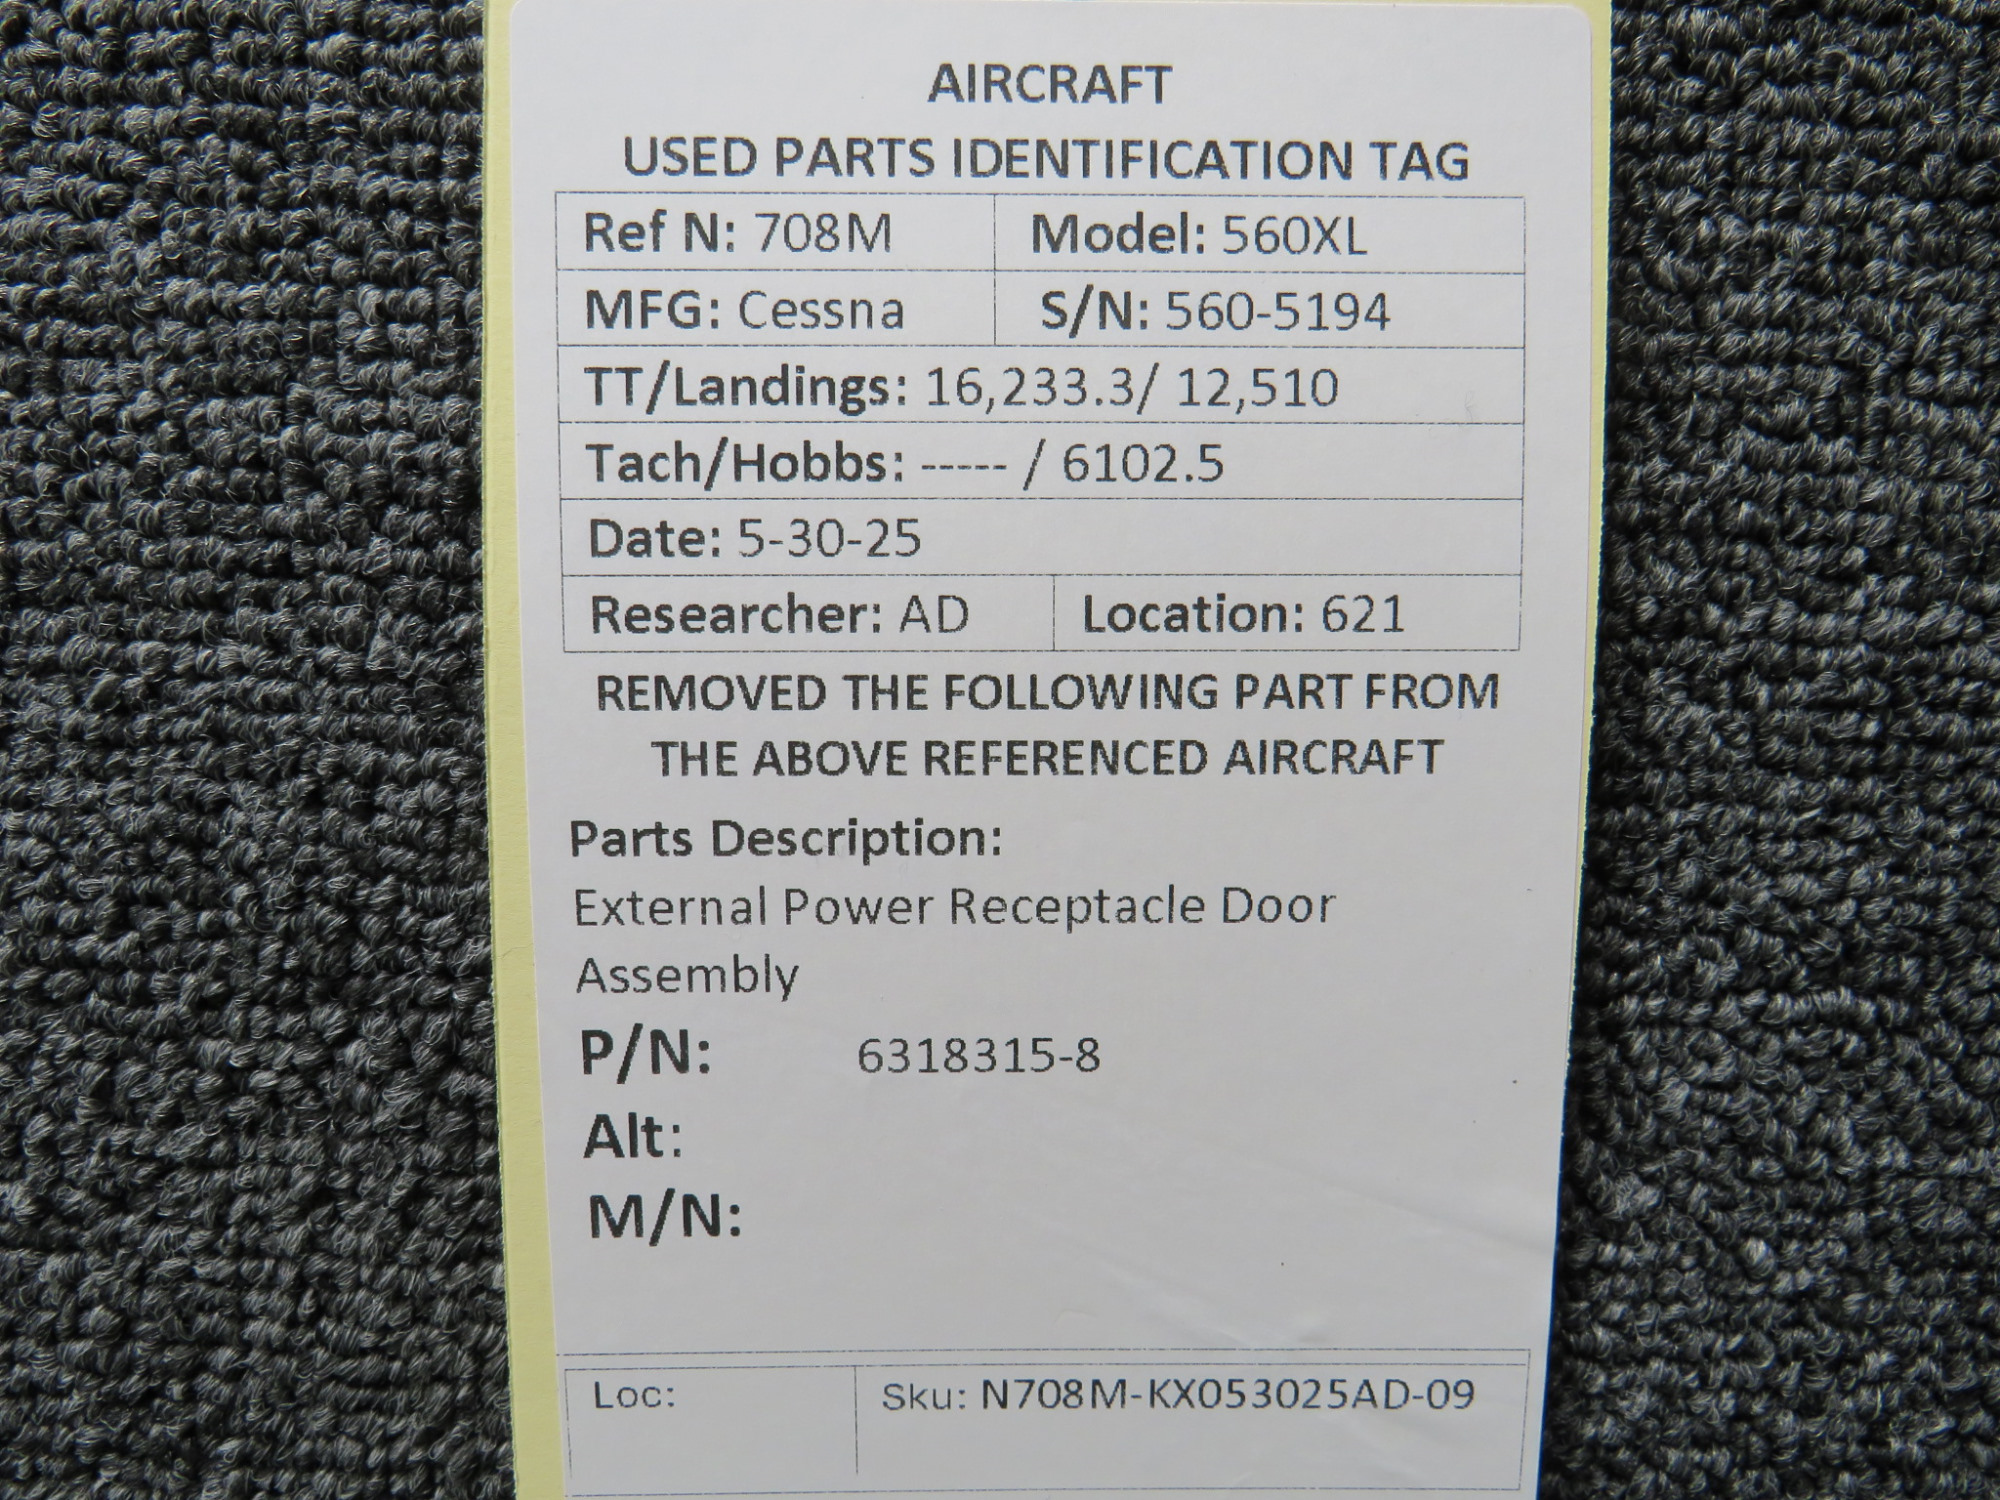 AIRCRAFT
USED PARTS IDENTIFICATION TAG
Ref N: 708M Model: 560XL
MFG: Cessna S/N: 560-5194
TT/Landings: 16,233.3/ 12,510
Tach/Hobbs: ----- / 6102.5
Date: 5-30-25
Researcher: AD Location: 621
REMOVED THE FOLLOWING PART FROM
THE ABOVE REFERENCED AIRCRAFT
Parts Description:
External Power Receptacle Door
Assembly
P/N: 6318315-8
Alt:
M/N:
Loc: Sku: N708M-KX053025AD-09